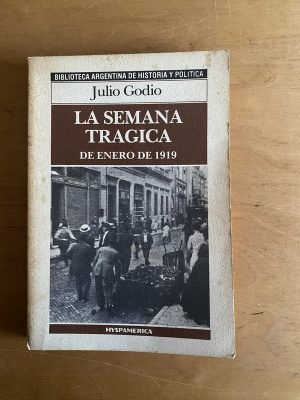 BIBLIOTECA ARGENTINA DE HISTORIA Y POLITICA
Julio Godio
LA SEMANA
TRAGICA
DE ENERO DE 1919
HYSPAMERICA